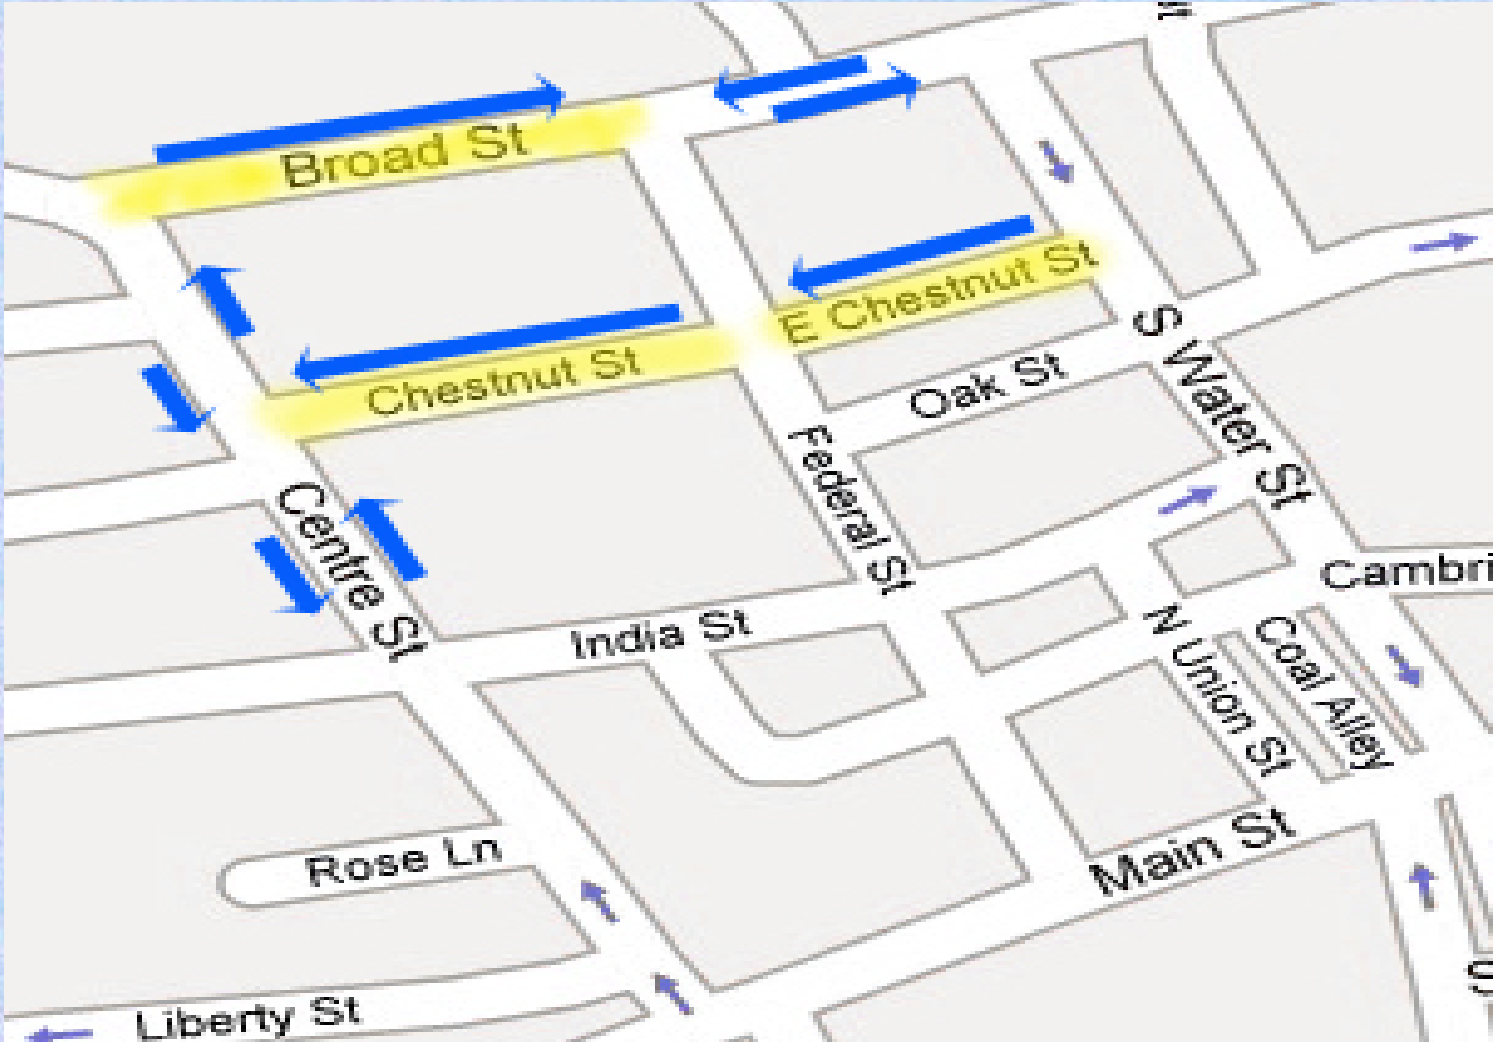 Broad St
E Chestnut St
Chestnut St
Oak St
S Water St
Federal St
Centre St
India St
Cambri
N Union St
Coal Alley
Main St
Rose Ln
Liberty St